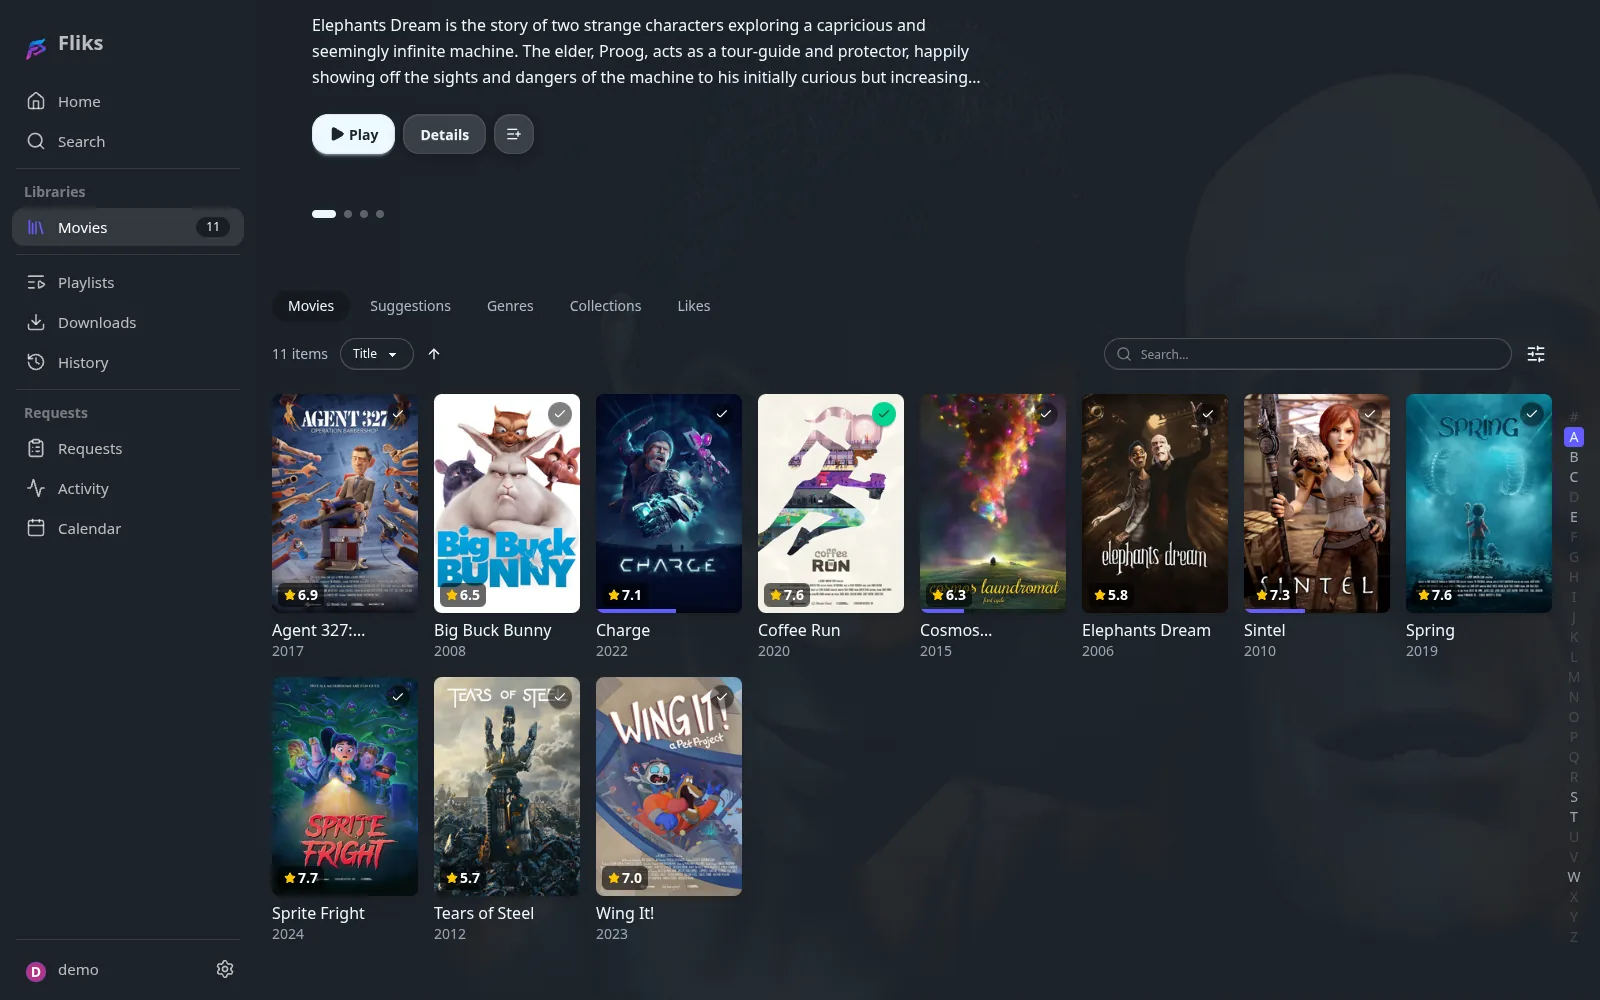 Fliks
Home
Search
Libraries
Movies
11
Playlists
Downloads
History
Requests
Requests
Activity
Calendar
demo
D
Elephants Dream is the story of two strange characters exploring a capricious and
seemingly infinite machine. The elder, Proog, acts as a tour-guide and protector, happily
showing off the sights and dangers of the machine to his initially curious but increasing...
Play
Details
Movies
Suggestions
Genres
Collections
Likes
11 items
Title
Search...
AGENT 327
OPERATION BARBERSHOP
6.9
Agent 327:...
2017
Big Buck
BUNNY
6.5
Big Buck Bunny
2008
CHARGE
7.1
Charge
2022
coffee
RUN
7.6
Coffee Run
2020
cosmos laundromat
first cycle
6.3
Cosmos...
2015
elephants dream
5.8
Elephants Dream
2006
SINTEL
7.3
Sintel
2010
SPRING
7.6
Spring
2019
SPRITE
FRIGHT
7.7
Sprite Fright
2024
TEARS OF STEEL
5.7
Tears of Steel
2012
WING IT!
a Pet Project
7.0
Wing It!
2023
#
A
B
C
D
E
F
G
H
I
J
K
L
M
N
O
P
Q
R
S
T
U
V
W
X
Y
Z